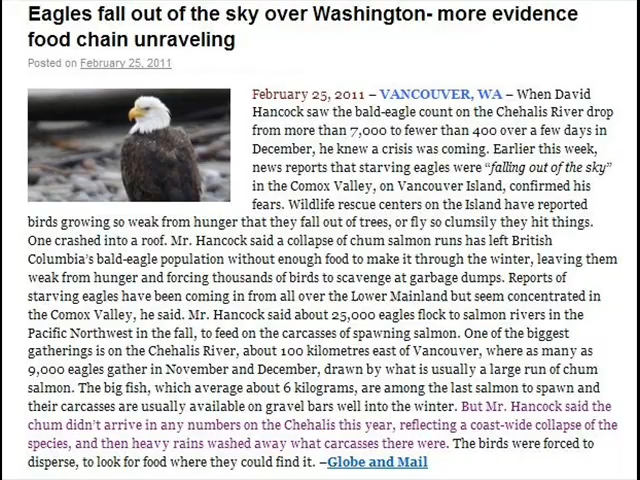 Eagles fall out of the sky over Washington- more evidence
food chain unraveling
Posted on February 25, 2011
February 25, 2011 – VANCOUVER, WA – When David
Hancock saw the bald-eagle count on the Chehalis River drop
from more than 7,000 to fewer than 400 over a few days in
December, he knew a crisis was coming. Earlier this week,
news reports that starving eagles were “falling out of the sky”
in the Comox Valley, on Vancouver Island, confirmed his
fears. Wildlife rescue centers on the Island have reported
birds growing so weak from hunger that they fall out of trees, or fly so clumsily they hit things.
One crashed into a roof. Mr. Hancock said a collapse of chum salmon runs has left British
Columbia’s bald-eagle population without enough food to make it through the winter, leaving them
weak from hunger and forcing thousands of birds to scavenge at garbage dumps. Reports of
starving eagles have been coming in from all over the Lower Mainland but seem concentrated in
the Comox Valley, he said. Mr. Hancock said about 25,000 eagles flock to salmon rivers in the
Pacific Northwest in the fall, to feed on the carcasses of spawning salmon. One of the biggest
gatherings is on the Chehalis River, about 100 kilometres east of Vancouver, where as many as
9,000 eagles gather in November and December, drawn by what is usually a large run of chum
salmon. The big fish, which average about 6 kilograms, are among the last salmon to spawn and
their carcasses are usually available on gravel bars well into the winter. But Mr. Hancock said the
chum didn’t arrive in any numbers on the Chehalis this year, reflecting a coast-wide collapse of the
species, and then heavy rains washed away what carcasses there were. The birds were forced to
disperse, to look for food where they could find it. –Globe and Mail